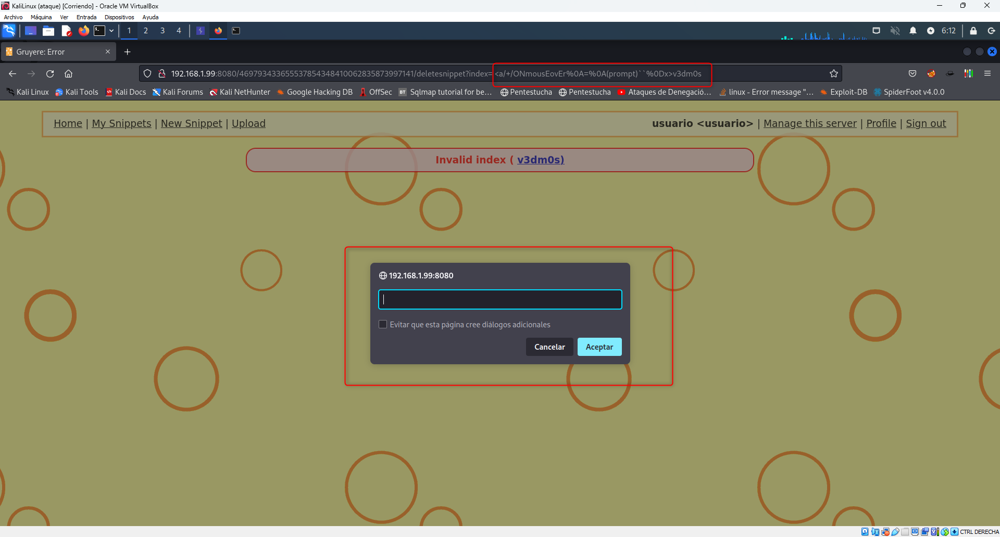 KaliLinux (ataque) [Corriendo] - Oracle VM VirtualBox
Archivo Máquina Ver Entrada Dispositivos Ayuda
1 2 3 4 6:12
Gruyere: Error
192.168.1.99:8080/469793433655537854348410062835873997141/deletesnippet?index=<a/+/ONmousEovEr%0A=%0A(prompt)``%0Dx>v3dm0s
Kali Linux Kali Tools Kali Docs Kali Forums Kali NetHunter Google Hacking DB OffSec BT Sqlmap tutorial for be… Pentestucha Pentestucha Ataques de Denegació… linux - Error message "… Exploit-DB SpiderFoot v4.0.0
Home | My Snippets | New Snippet | Upload usuario <usuario> | Manage this server | Profile | Sign out
Invalid index ( v3dm0s)
192.168.1.99:8080
Evitar que esta página cree diálogos adicionales
Cancelar Aceptar
CTRL DERECHA